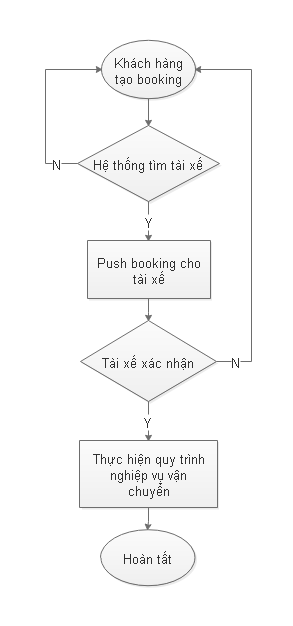 Khách hàng
tạo booking
Hệ thống tìm tài xế
N
Y
Push booking cho
tài xế
Tài xế xác nhận
N
Y
Thực hiện quy trình
nghiệp vụ vận
chuyển
Hoàn tất